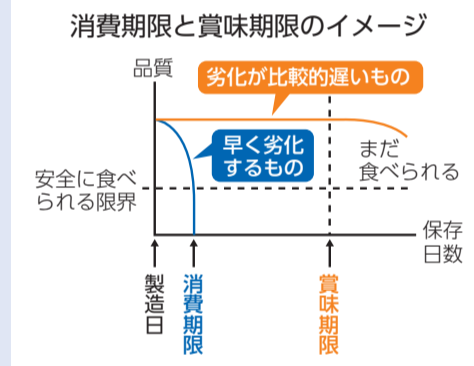 消費期限と賞味期限のイメージ
品質
劣化が比較的遅いもの
早く劣化
するもの
まだ
食べられる
安全に食べ
られる限界
保存
日数
製造日
消費期限
賞味期限